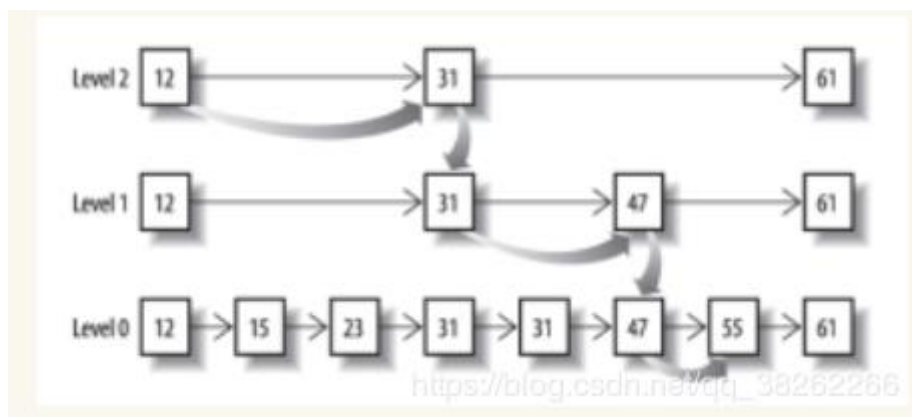 Level 2 12 31 61
Level 1 12 31 47 61
Level 0 12 15 23 31 31 47 55 61
https://blog.csdn.net/qq_38262266